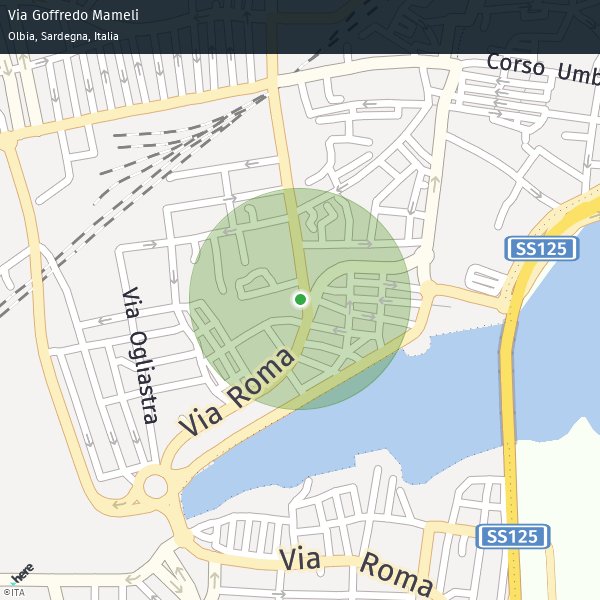 Via Goffredo Mameli
Olbia, Sardegna, Italia
Corso Umb
SS125
Via Ogliastra
Via Roma
SS125
Via Roma
here
©ITA